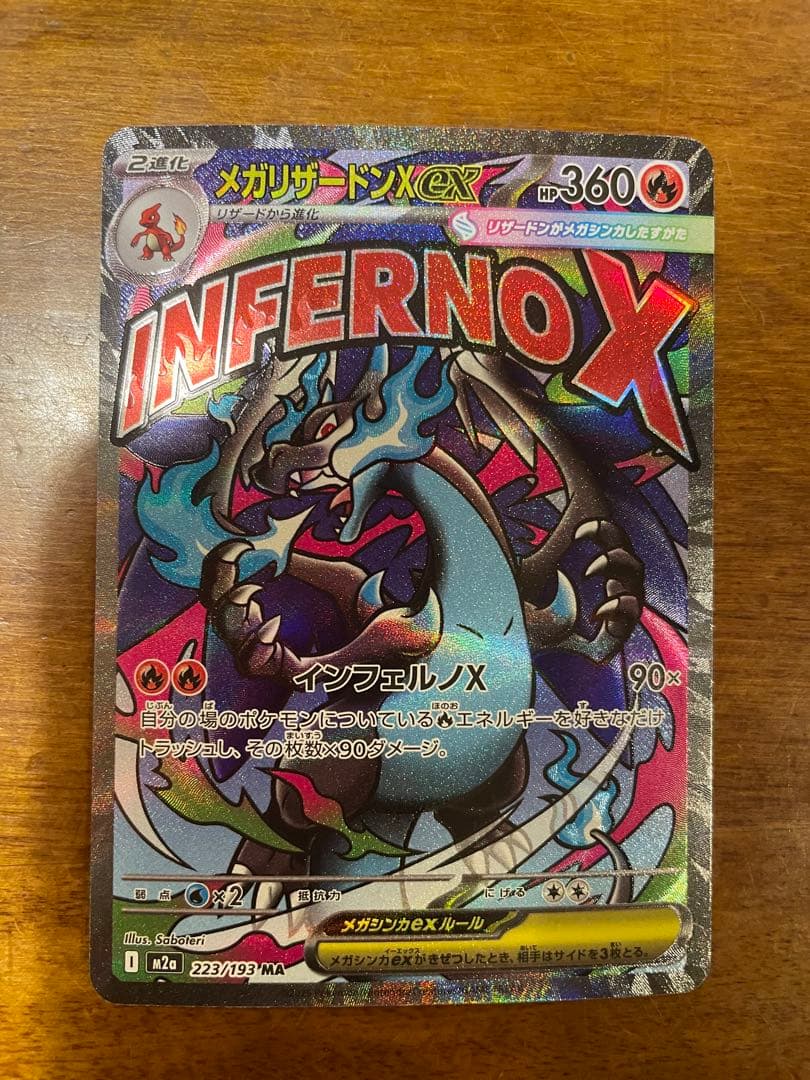 2進化
メガリザードンXex
HP360
リザードから進化
リザードンがメガシンカしたすがた
INFERNO X
インフェルノX 90×
自分の場のポケモンについているエネルギーを好きなだけ
トラッシュし、その枚数×90ダメージ。
弱点 ×2 抵抗力 にげる
メガシンカexルール
メガシンカexがきぜつしたとき、相手はサイドを3枚とる。
Illus. Saboteri
I M2a 223/193 MA